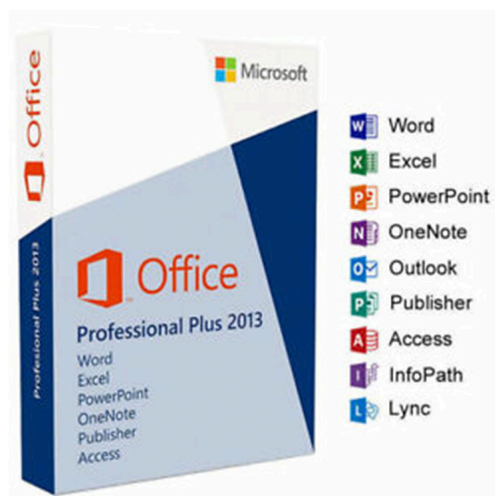 Office
Profesional Plus 2013
Microsoft
Office
Professional Plus 2013
Word
Excel
PowerPoint
OneNote
Publisher
Access
Word
Excel
PowerPoint
OneNote
Outlook
Publisher
Access
InfoPath
Lync